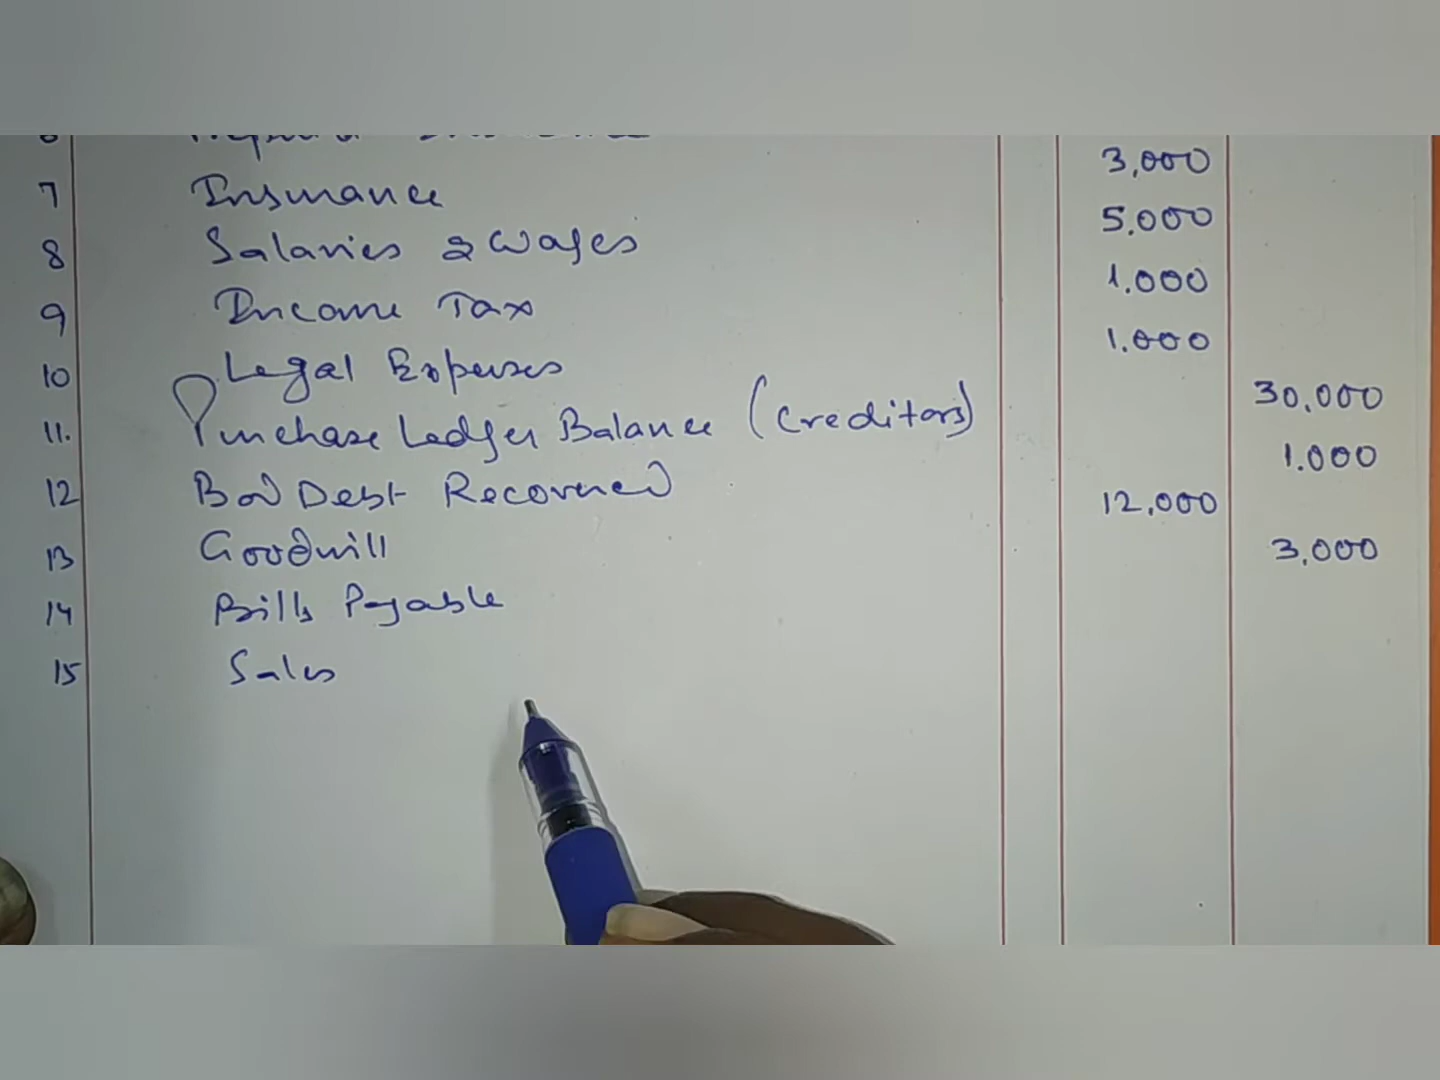 7 Insurance 3,000
8 Salaries & Wages 5,000
9 Income Tax 1,000
10 Legal Expenses 1,000
11. Purchase Ledger Balance (Creditors) 30,000
12 Bad Debt Recovered 1,000
13 Goodwill 12,000
14 Bills Payable 3,000
15 Sales